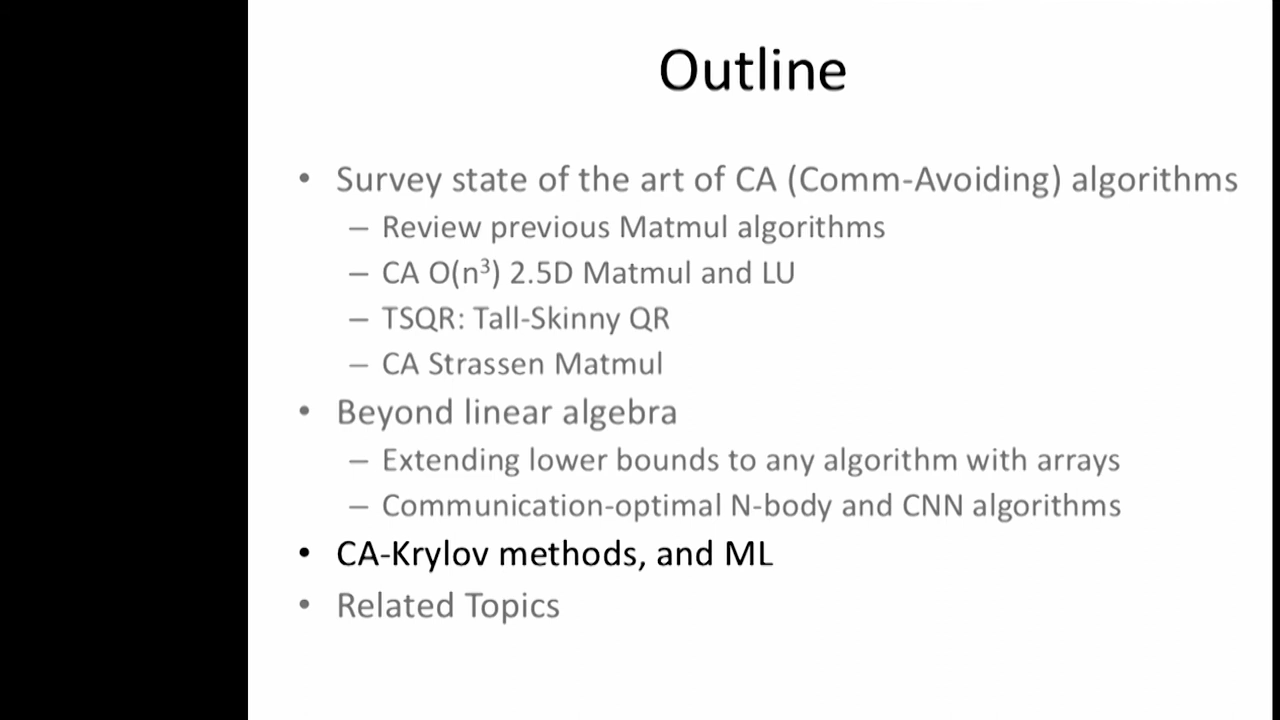 Outline
• Survey state of the art of CA (Comm-Avoiding) algorithms
– Review previous Matmul algorithms
– CA O(n³) 2.5D Matmul and LU
– TSQR: Tall-Skinny QR
– CA Strassen Matmul
• Beyond linear algebra
– Extending lower bounds to any algorithm with arrays
– Communication-optimal N-body and CNN algorithms
• CA-Krylov methods, and ML
• Related Topics